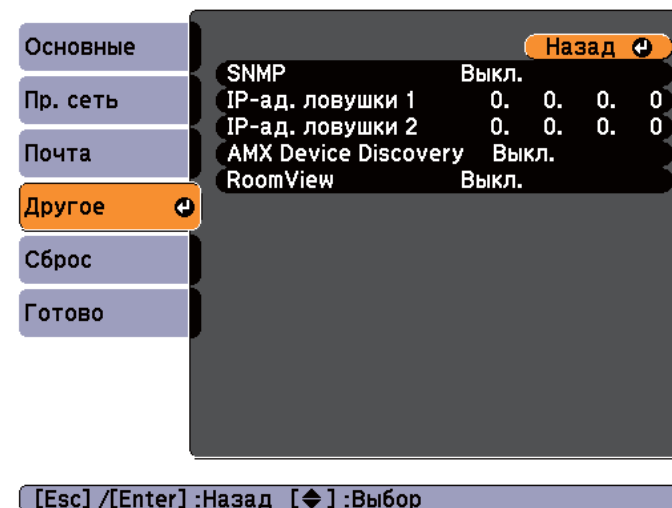 Основные
Пр. сеть
Почта
Другое
Сброс
Готово
Назад
SNMP Выкл.
IP-ад. ловушки 1 0. 0. 0. 0
IP-ад. ловушки 2 0. 0. 0. 0
AMX Device Discovery Выкл.
RoomView Выкл.
[Esc] /[Enter] :Назад [◆] :Выбор